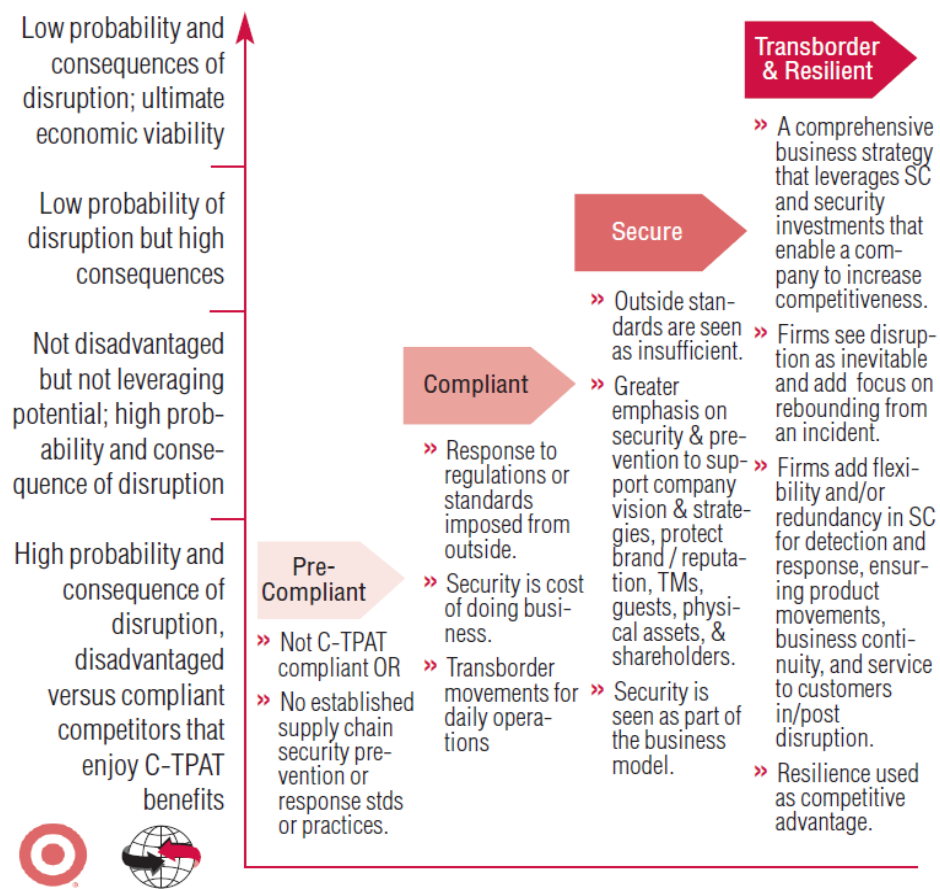 Low probability and
consequences of
disruption; ultimate
economic viability
Low probability of
disruption but high
consequences
Not disadvantaged
but not leveraging
potential; high prob-
ability and conse-
quence of disruption
High probability and
consequence of
disruption,
disadvantaged
versus compliant
competitors that
enjoy C-TPAT
benefits
Pre-
Compliant
» Not C-TPAT
compliant OR
» No established
supply chain
security pre-
vention or
response stds
or practices.
Compliant
» Response to
regulations or
standards
imposed from
outside.
» Security is cost
of doing busi-
ness.
» Transborder
movements for
daily opera-
tions
Secure
» Outside stan-
dards are seen
as insufficient.
» Greater
emphasis on
security & pre-
vention to sup-
port company
vision & strate-
gies, protect
brand / reputa-
tion, TMs,
guests, physi-
cal assets, &
shareholders.
» Security is
seen as part of
the business
model.
Transborder
& Resilient
» A comprehensive
business strategy
that leverages SC
and security
investments that
enable a com-
pany to increase
competitiveness.
» Firms see disrup-
tion as inevitable
and add focus on
rebounding from
an incident.
» Firms add flexi-
bility and/or
redundancy in SC
for detection and
response, ensur-
ing product
movements,
business conti-
nuity, and service
to customers
in/post
disruption.
» Resilience used
as competitive
advantage.
®